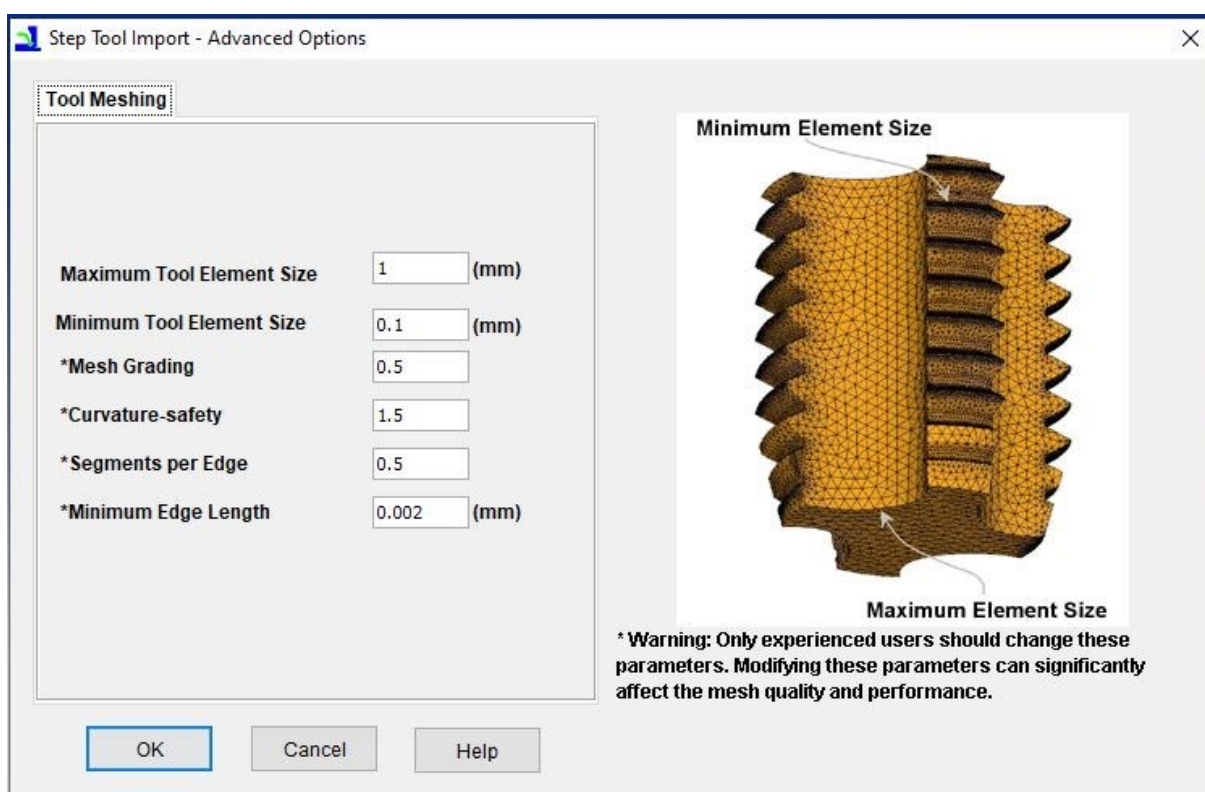 Step Tool Import - Advanced Options
Tool Meshing
Maximum Tool Element Size 1 (mm)
Minimum Tool Element Size 0.1 (mm)
*Mesh Grading 0.5
*Curvature-safety 1.5
*Segments per Edge 0.5
*Minimum Edge Length 0.002 (mm)
Minimum Element Size
Maximum Element Size
* Warning: Only experienced users should change these
parameters. Modifying these parameters can significantly
affect the mesh quality and performance.
OK Cancel Help